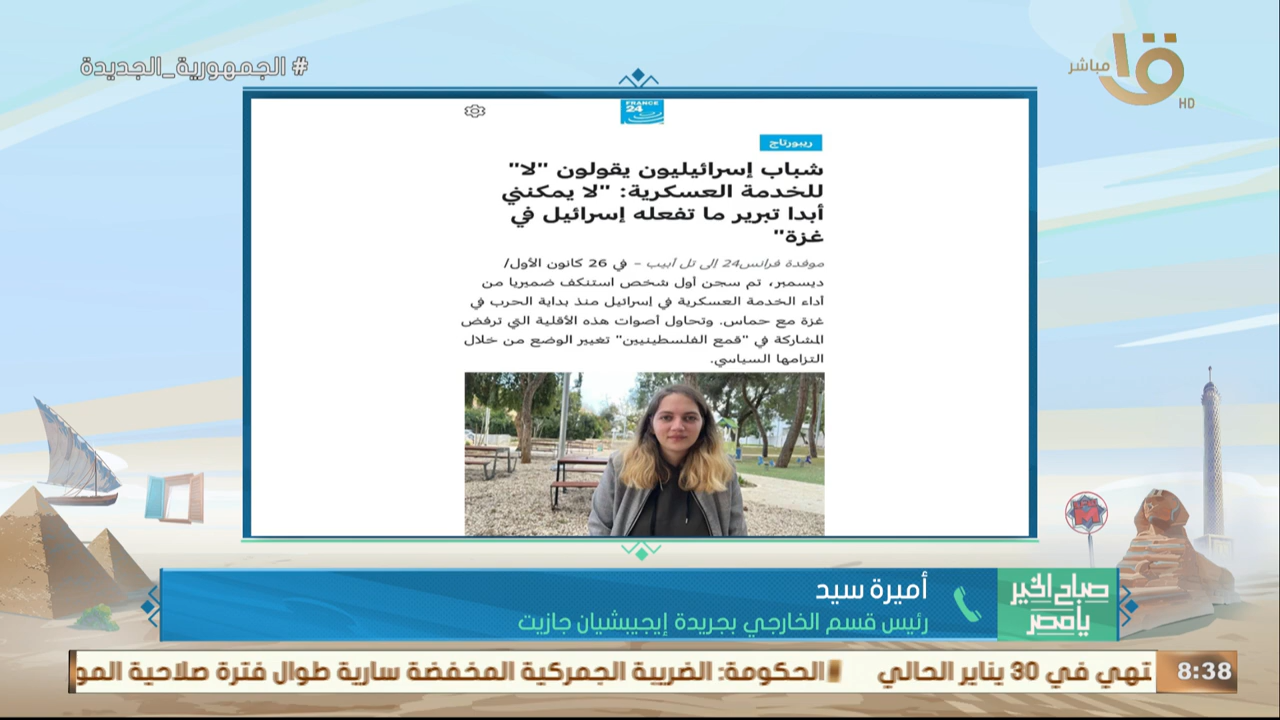 # الجمهورية_الجديدة
مباشر
HD
FRANCE
24
ريبورتاج
شباب إسرائيليون يقولون "لا"
للخدمة العسكرية: "لا يمكنني
أبدا تبرير ما تفعله إسرائيل في
غزة"
موفدة فرانس24 إلى تل أبيب – في 26 كانون الأول/
ديسمبر، تم سجن أول شخص استنكف ضميريا من
أداء الخدمة العسكرية في إسرائيل منذ بداية الحرب في
غزة مع حماس. وتحاول أصوات هذه الأقلية التي ترفض
المشاركة في "قمع الفلسطينيين" تغيير الوضع من خلال
التزامها السياسي.
صباح الخير
يا مصر
أميرة سيد
رئيس قسم الخارجي بجريدة إيجيبشيان جازيت
8:38
تهي في 30 يناير الحالي
الحكومة: الضريبة الجمركية المخفضة سارية طوال فترة صلاحية المو